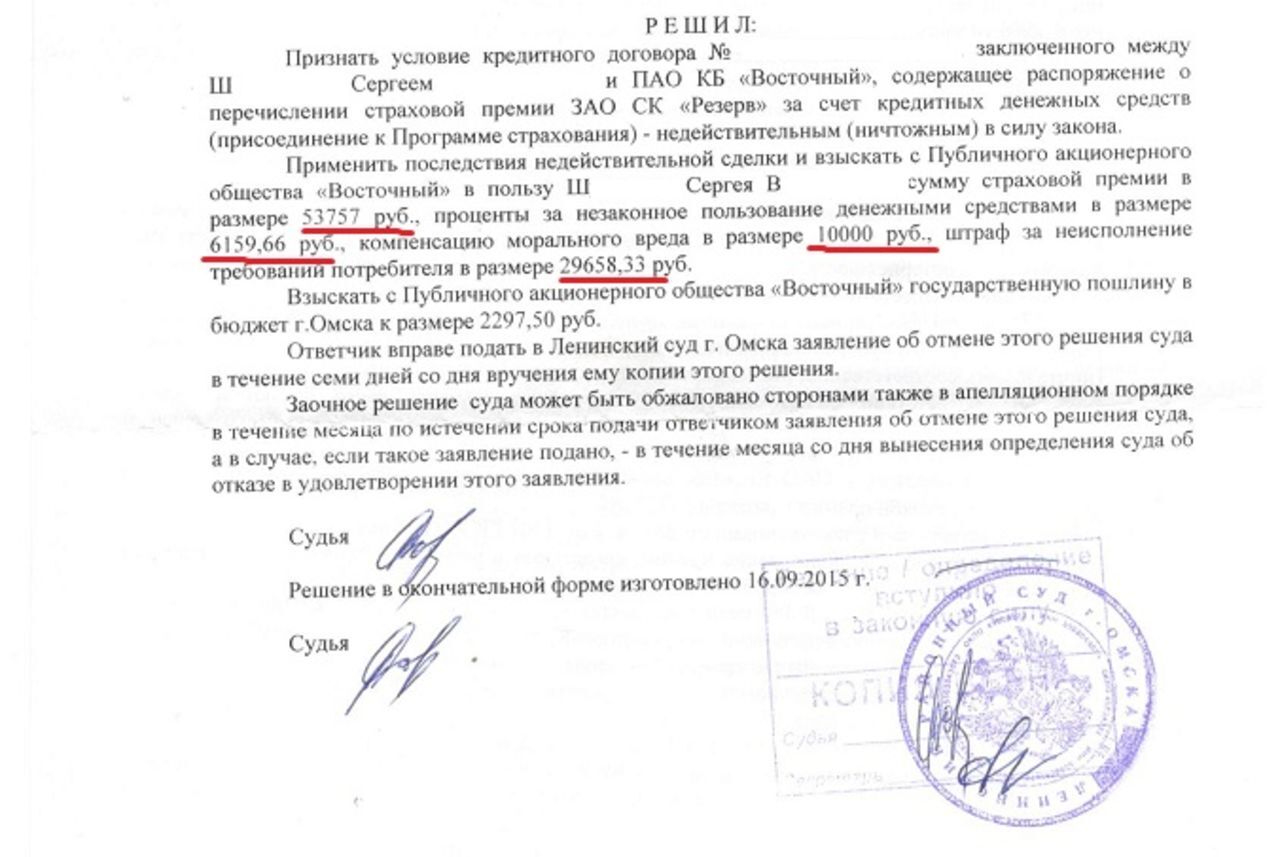 Р Е Ш И Л:
Признать условие кредитного договора № заключенного между
Ш Сергеем и ПАО КБ «Восточный», содержащее распоряжение о
перечислении страховой премии ЗАО СК «Резерв» за счет кредитных денежных средств
(присоединение к Программе страхования) - недействительным (ничтожным) в силу закона.
Применить последствия недействительной сделки и взыскать с Публичного акционерного
общества «Восточный» в пользу Ш Сергея В сумму страховой премии в
размере 53757 руб., проценты за незаконное пользование денежными средствами в размере
6159,66 руб., компенсацию морального вреда в размере 10000 руб., штраф за неисполнение
требований потребителя в размере 29658,33 руб.
Взыскать с Публичного акционерного общества «Восточный» государственную пошлину в
бюджет г.Омска к размере 2297,50 руб.
Ответчик вправе подать в Ленинский суд г. Омска заявление об отмене этого решения суда
в течение семи дней со дня вручения ему копии этого решения.
Заочное решение суда может быть обжаловано сторонами также в апелляционном порядке
в течение месяца по истечении срока подачи ответчиком заявления об отмене этого решения суда,
а в случае, если такое заявление подано, - в течение месяца со дня вынесения определения суда об
отказе в удовлетворении этого заявления.
Судья
Решение в окончательной форме изготовлено 16.09.2015 г.
Судья
Решение / определение
вступило
в законную силу
КОПИЯ
Судья
Секретарь
ЛЕНИНСКИЙ РАЙОННЫЙ СУД г. ОМСКА